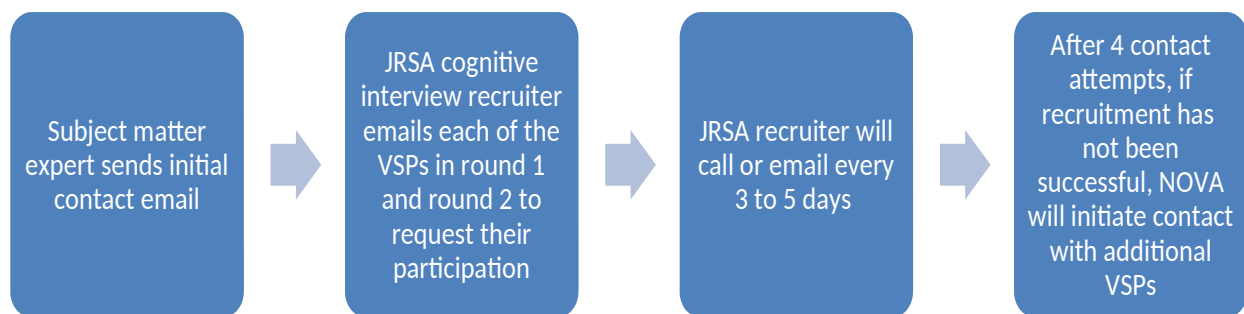 Subject matter
expert sends initial
contact email
JRSA cognitive
interview recruiter
emails each of the
VSPs in round 1
and round 2 to
request their
participation
JRSA recruiter will
call or email every
3 to 5 days
After 4 contact
attempts, if
recruitment has
not been
successful, NOVA
will initiate contact
with additional
VSPs